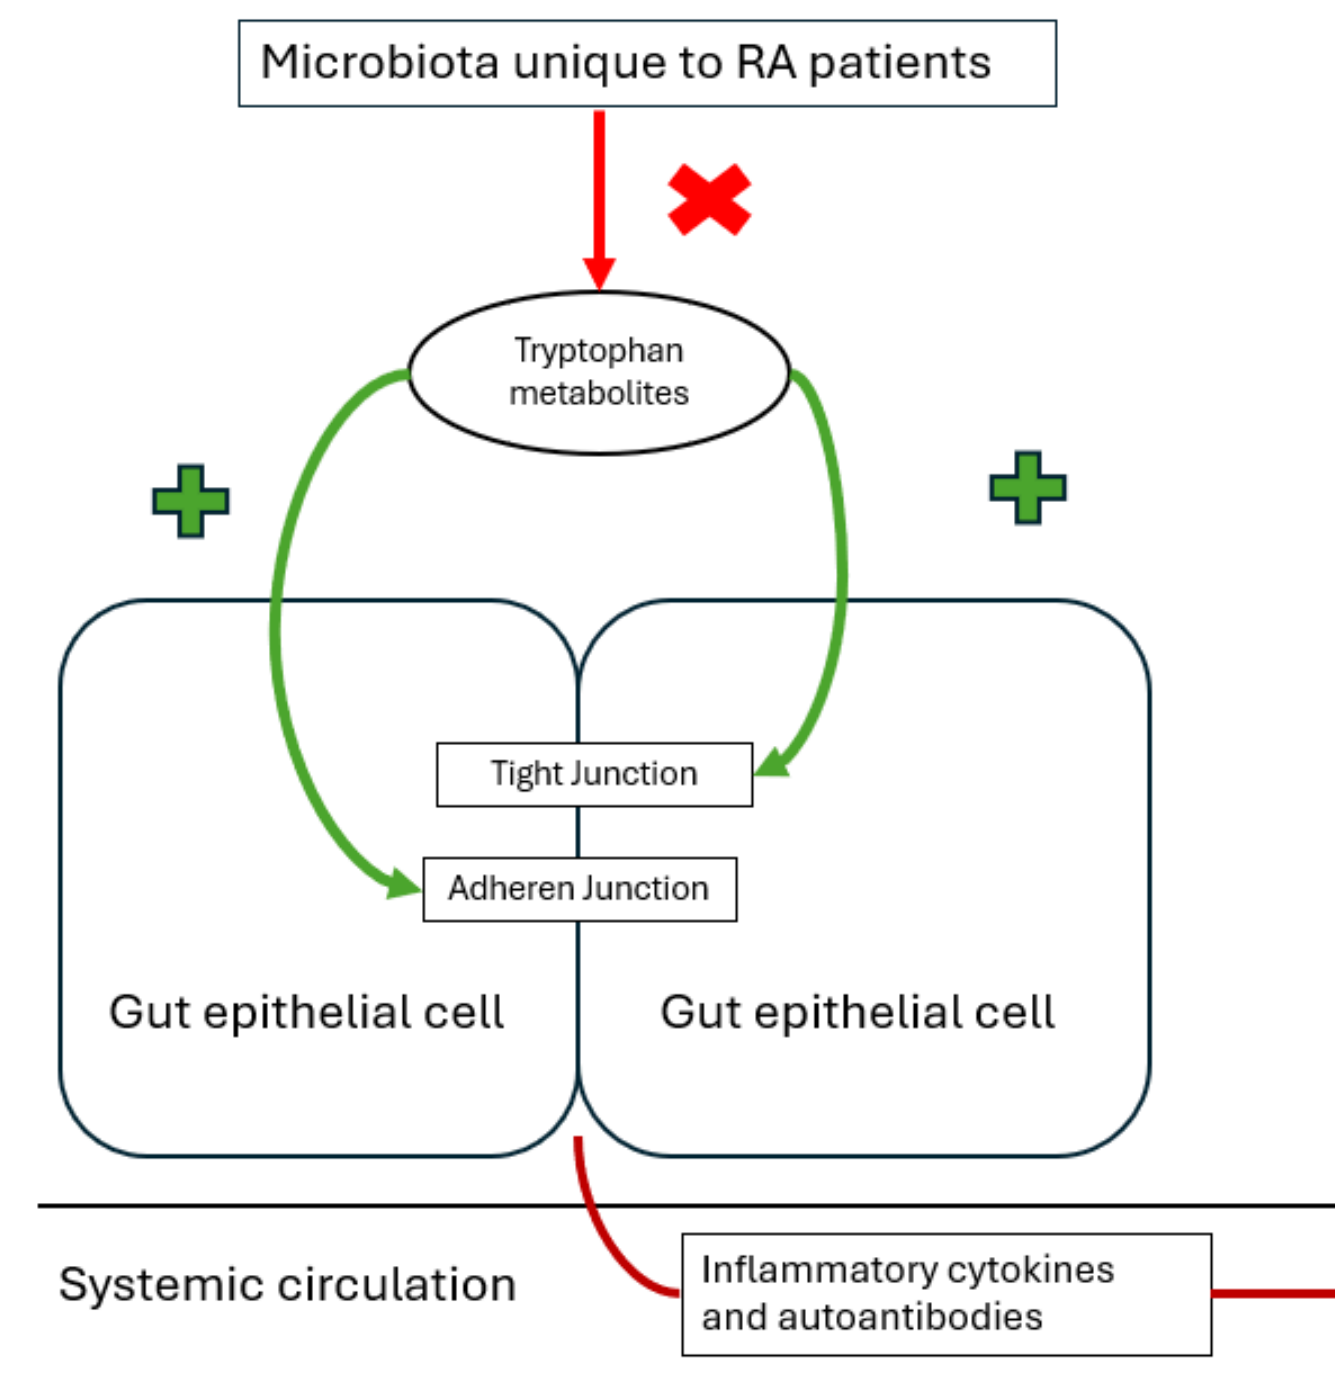 Microbiota unique to RA patients
Tryptophan
metabolites
Tight Junction
Adheren Junction
Gut epithelial cell
Gut epithelial cell
Systemic circulation
Inflammatory cytokines
and autoantibodies